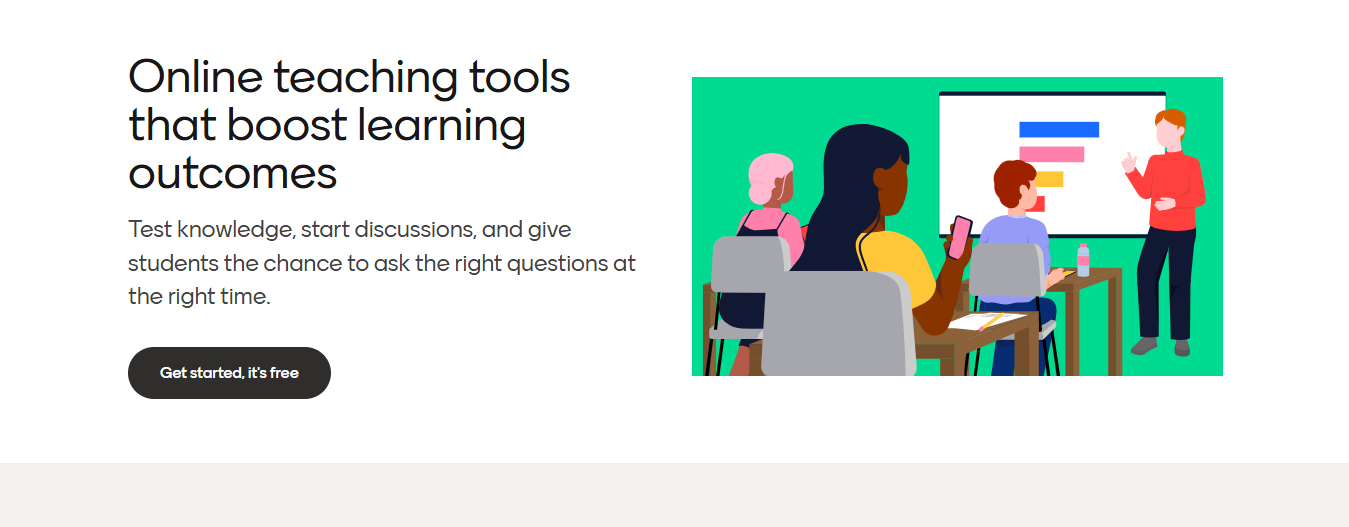 Online teaching tools
that boost learning
outcomes
Test knowledge, start discussions, and give
students the chance to ask the right questions at
the right time.
Get started, it's free